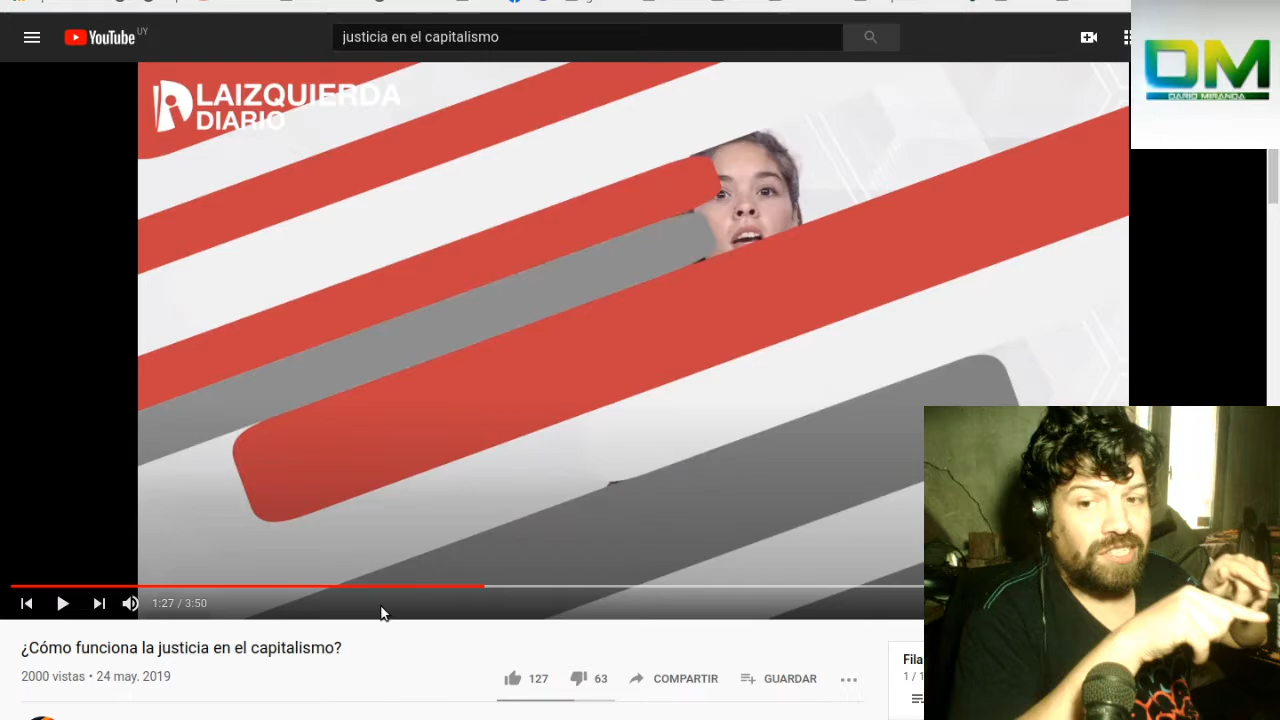 YouTube UY
justicia en el capitalismo
DM
DARIO MIRANDA
LAIZQUIERDA
DIARIO
1:27 / 3:50
¿Cómo funciona la justicia en el capitalismo?
2000 vistas • 24 may. 2019
127
63
COMPARTIR
GUARDAR
Fila
1 / 1